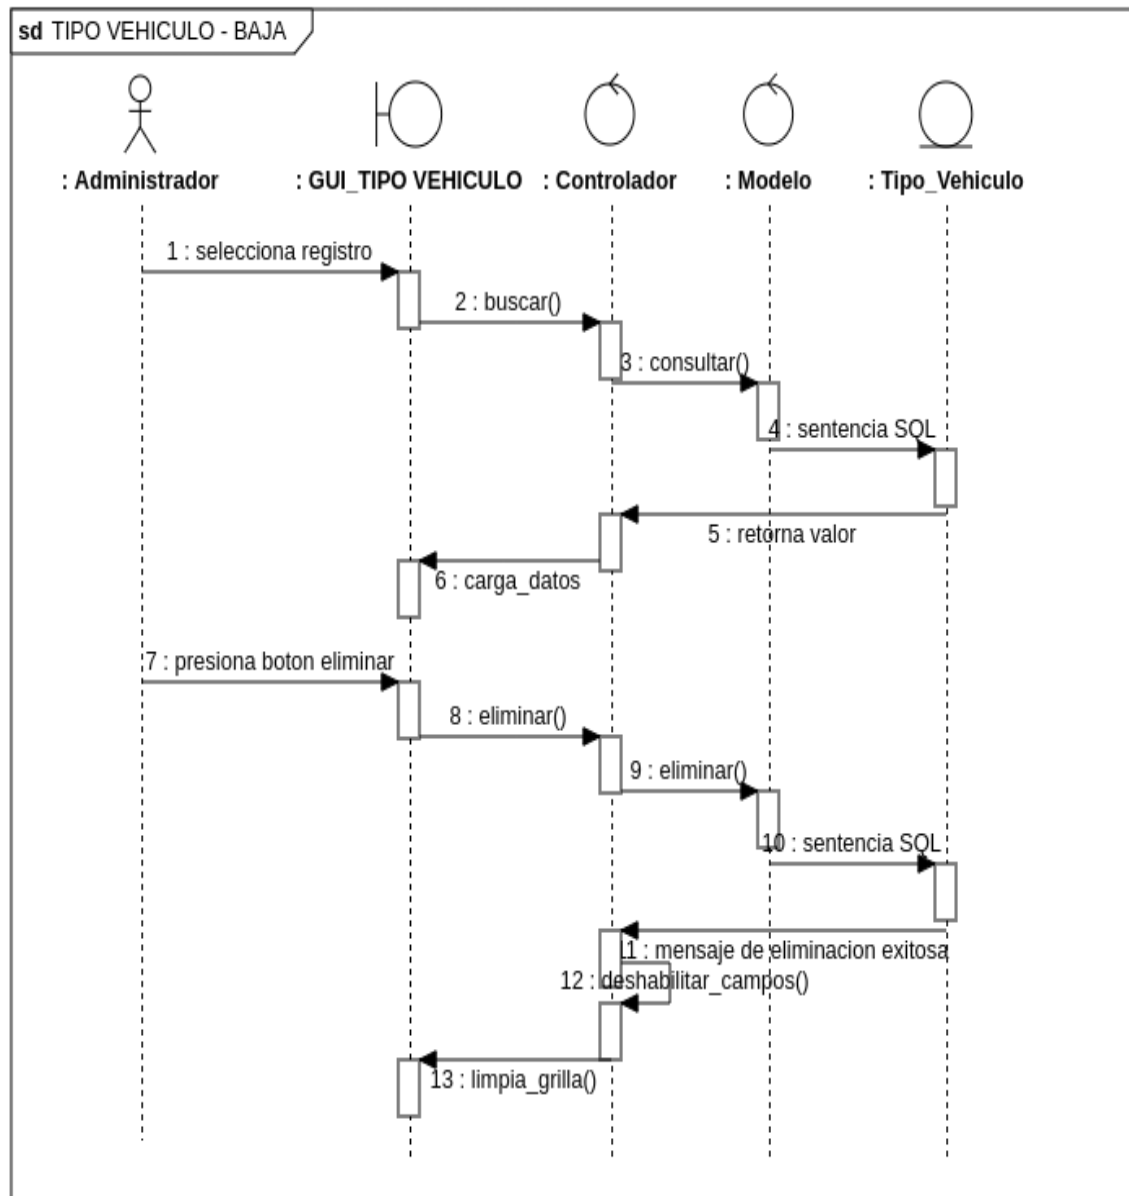 sd TIPO VEHICULO - BAJA
: Administrador
: GUI_TIPO VEHICULO
: Controlador
: Modelo
: Tipo_Vehiculo
1 : selecciona registro
2 : buscar()
3 : consultar()
4 : sentencia SQL
5 : retorna valor
6 : carga_datos
7 : presiona boton eliminar
8 : eliminar()
9 : eliminar()
10 : sentencia SQL
11 : mensaje de eliminacion exitosa
12 : deshabilitar_campos()
13 : limpia_grilla()